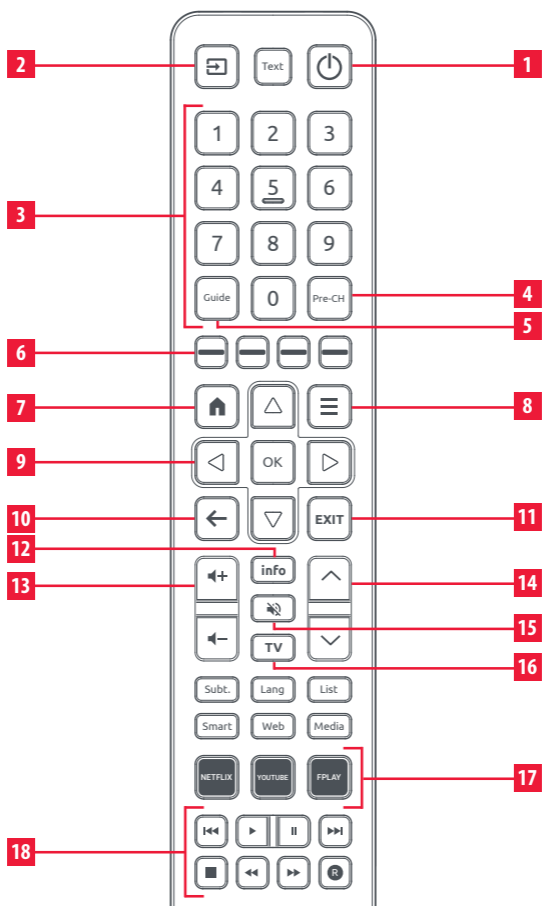 2 Text 1
1 2 3
3 4 5 6
7 8 9
Guide 0 Pre-CH 4
5
6
7 8
9 OK
10 EXIT 11
12 info
13 14
15
TV 16
Subt. Lang List
Smart Web Media
NETFLIX YOUTUBE FPLAY 17
18
R